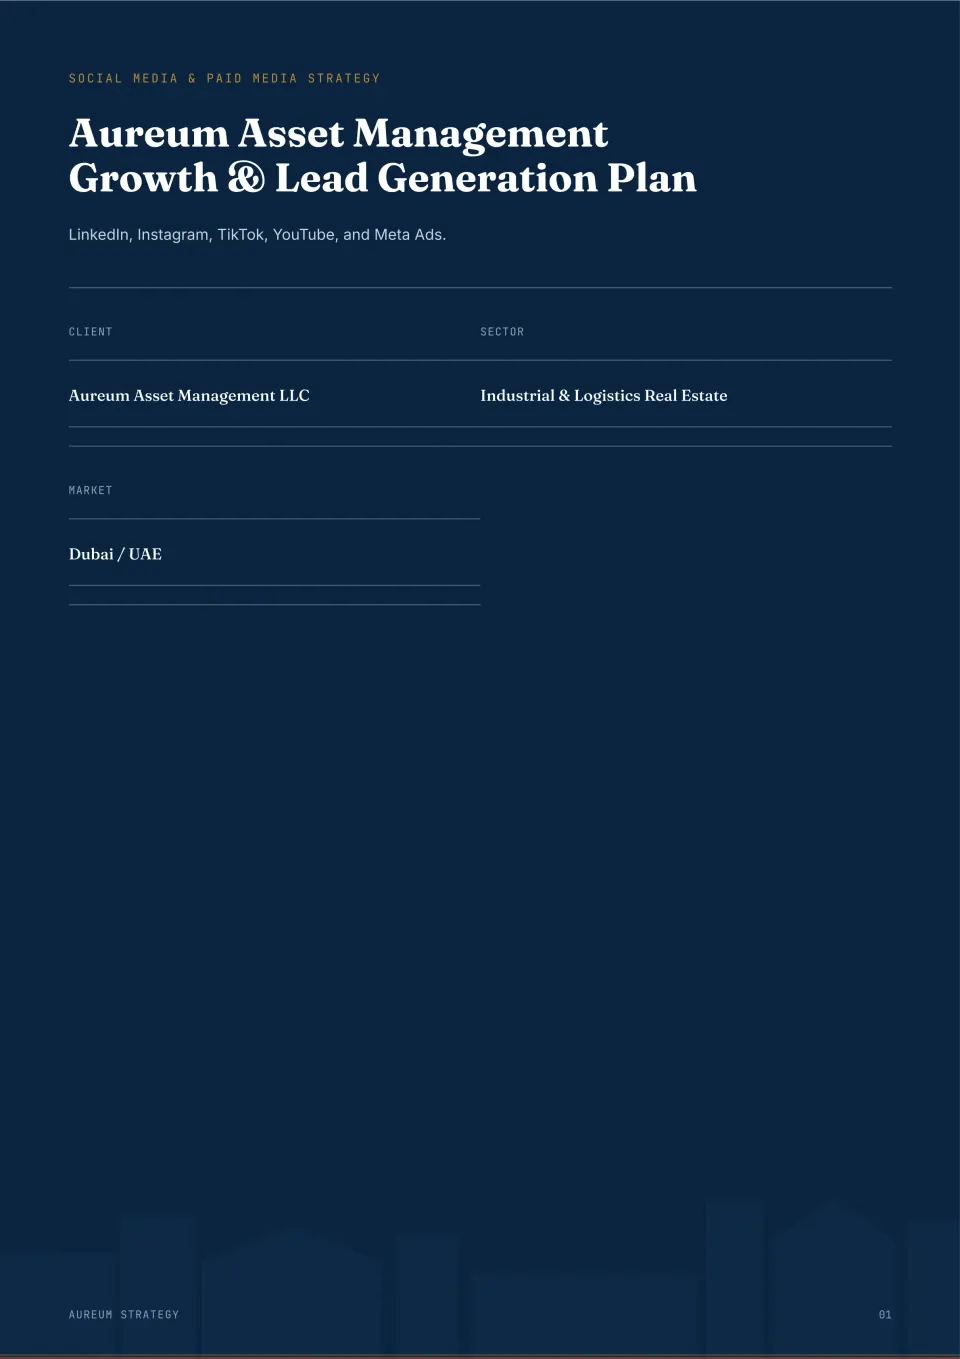 SOCIAL MEDIA & PAID MEDIA STRATEGY
Aureum Asset Management
Growth & Lead Generation Plan
LinkedIn, Instagram, TikTok, YouTube, and Meta Ads.
CLIENT
Aureum Asset Management LLC
SECTOR
Industrial & Logistics Real Estate
MARKET
Dubai / UAE
AUREUM STRATEGY
01